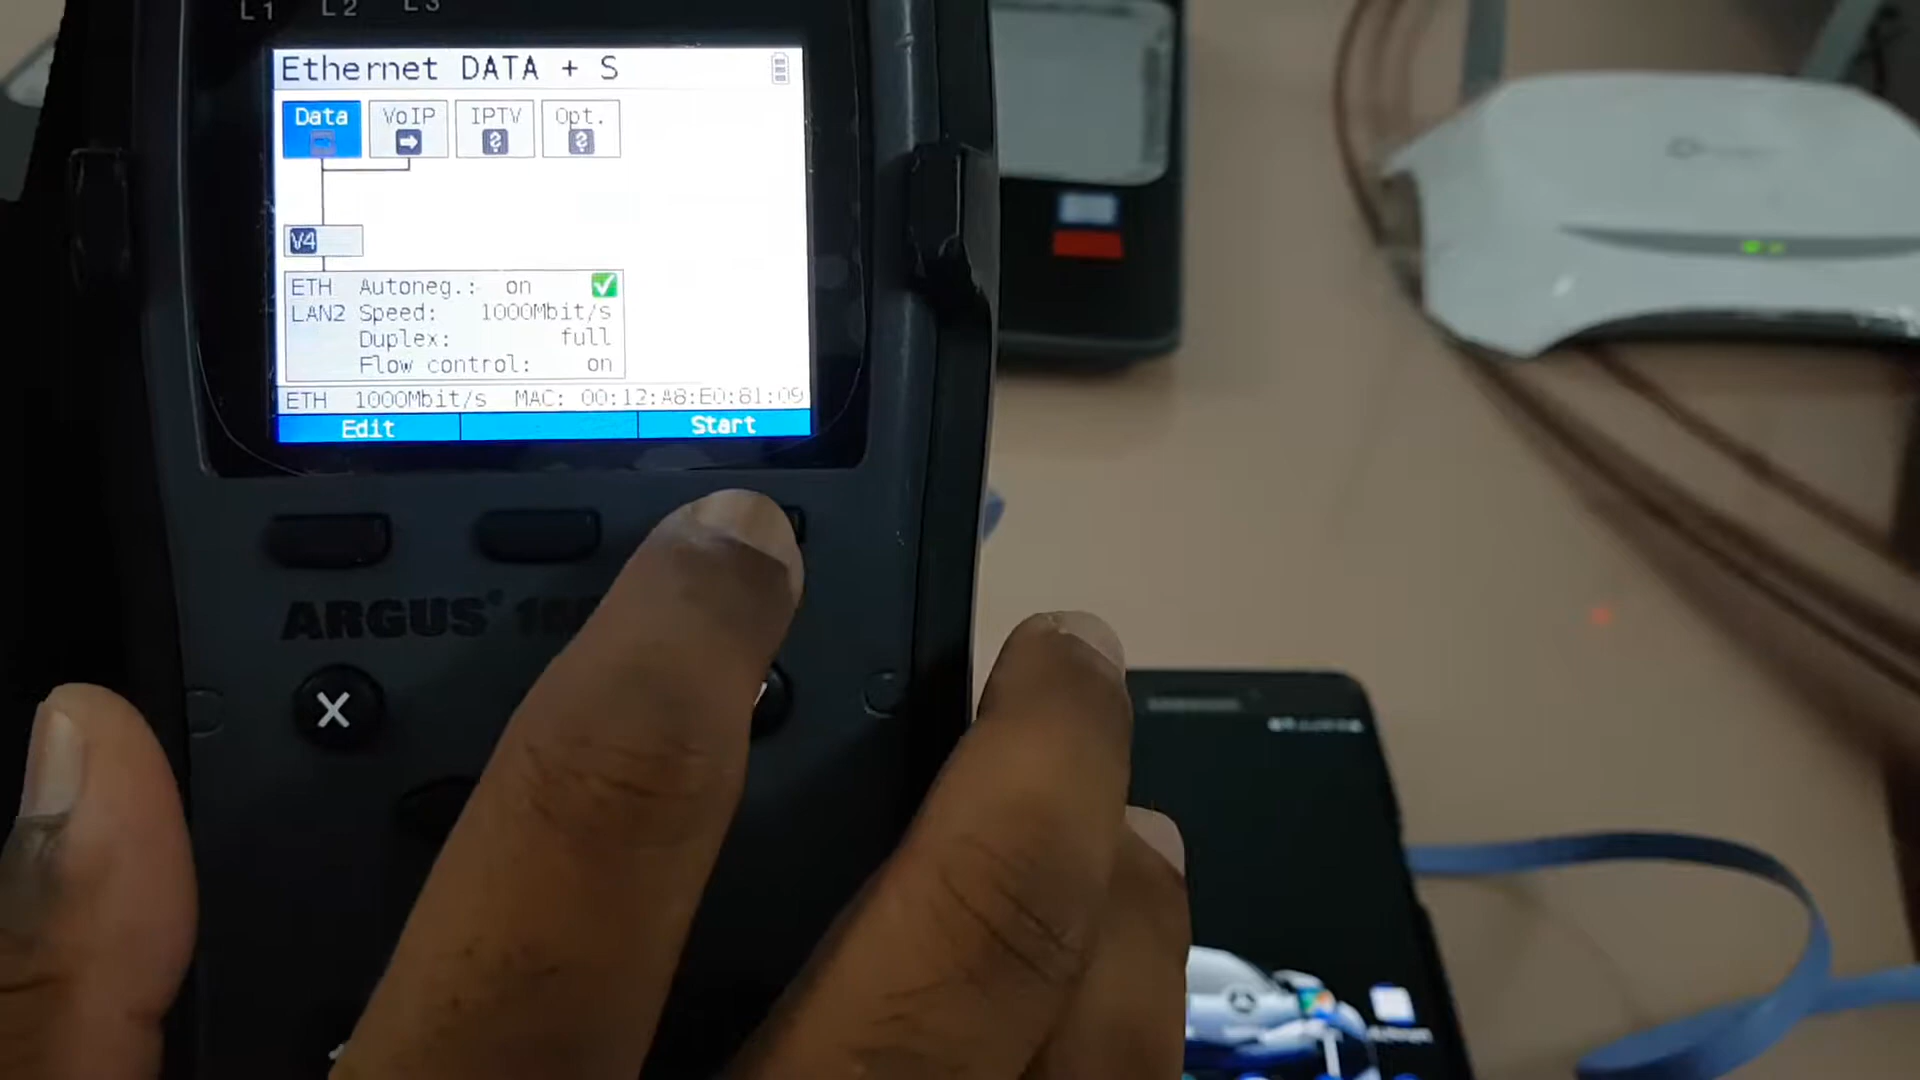 L1 L2 L3
Ethernet DATA + S
Data VoIP IPTV Opt.
V4
ETH Autoneg.: on
LAN2 Speed: 1000Mbit/s
Duplex: full
Flow control: on
ETH 1000Mbit/s MAC: 00:12:A8:E0:81:09
Edit Start
ARGUS
X